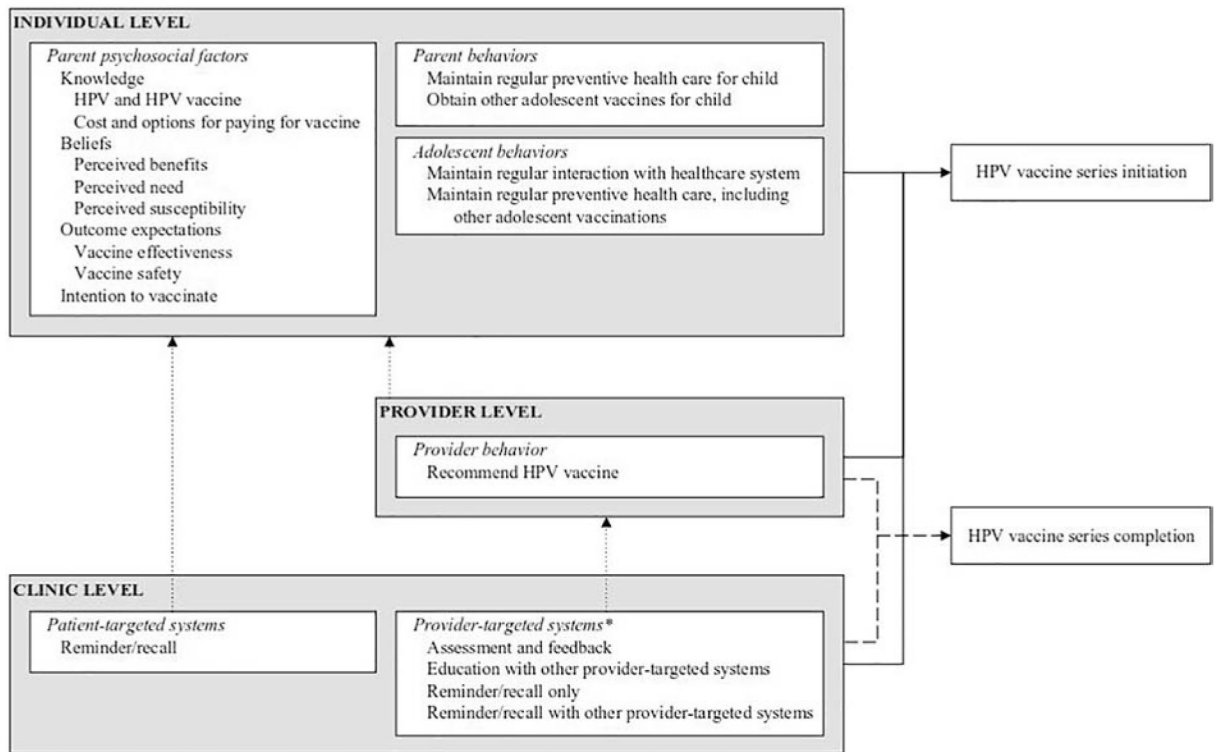 INDIVIDUAL LEVEL
Parent psychosocial factors
Knowledge
HPV and HPV vaccine
Cost and options for paying for vaccine
Beliefs
Perceived benefits
Perceived need
Perceived susceptibility
Outcome expectations
Vaccine effectiveness
Vaccine safety
Intention to vaccinate
Parent behaviors
Maintain regular preventive health care for child
Obtain other adolescent vaccines for child
Adolescent behaviors
Maintain regular interaction with healthcare system
Maintain regular preventive health care, including
other adolescent vaccinations
HPV vaccine series initiation
PROVIDER LEVEL
Provider behavior
Recommend HPV vaccine
HPV vaccine series completion
CLINIC LEVEL
Patient-targeted systems
Reminder/recall
Provider-targeted systems*
Assessment and feedback
Education with other provider-targeted systems
Reminder/recall only
Reminder/recall with other provider-targeted systems